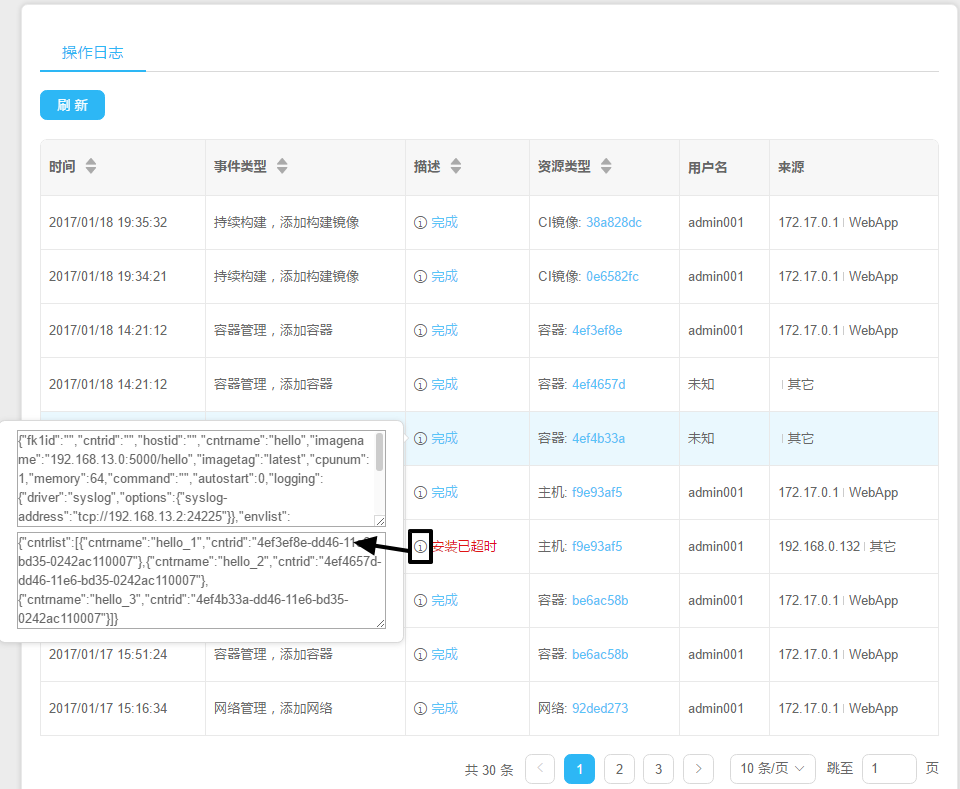 操作日志
刷 新
时间 事件类型 描述 资源类型 用户名 来源
2017/01/18 19:35:32 持续构建，添加构建镜像 完成 CI镜像: 38a828dc admin001 172.17.0.1 | WebApp
2017/01/18 19:34:21 持续构建，添加构建镜像 完成 CI镜像: 0e6582fc admin001 172.17.0.1 | WebApp
2017/01/18 14:21:12 容器管理，添加容器 完成 容器: 4ef3ef8e admin001 172.17.0.1 | WebApp
2017/01/18 14:21:12 容器管理，添加容器 完成 容器: 4ef4657d 未知 | 其它
完成 容器: 4ef4b33a 未知 | 其它
完成 主机: f9e93af5 admin001 172.17.0.1 | WebApp
安装已超时 主机: f9e93af5 admin001 192.168.0.132 | 其它
完成 容器: be6ac58b admin001 172.17.0.1 | WebApp
{"fk1id":"","cntrid":"","hostid":"","cntrname":"hello","imagena
me":"192.168.13.0:5000/hello","imagetag":"latest","cpunum":
1,"memory":64,"command":"","autostart":0,"logging":
{"driver":"syslog","options":{"syslog-
address":"tcp://192.168.13.2:24225"}},"envlist":
{"cntrlist":[{"cntrname":"hello_1","cntrid":"4ef3ef8e-dd46-11e6-
bd35-0242ac110007"},{"cntrname":"hello_2","cntrid":"4ef4657d-
dd46-11e6-bd35-0242ac110007"},
{"cntrname":"hello_3","cntrid":"4ef4b33a-dd46-11e6-bd35-
0242ac110007"}]}
2017/01/17 15:51:24 容器管理，添加容器 完成 容器: be6ac58b admin001 172.17.0.1 | WebApp
2017/01/17 15:16:34 网络管理，添加网络 完成 网络: 92ded273 admin001 172.17.0.1 | WebApp
共 30 条 < 1 2 3 > 10 条/页 跳至 1 页